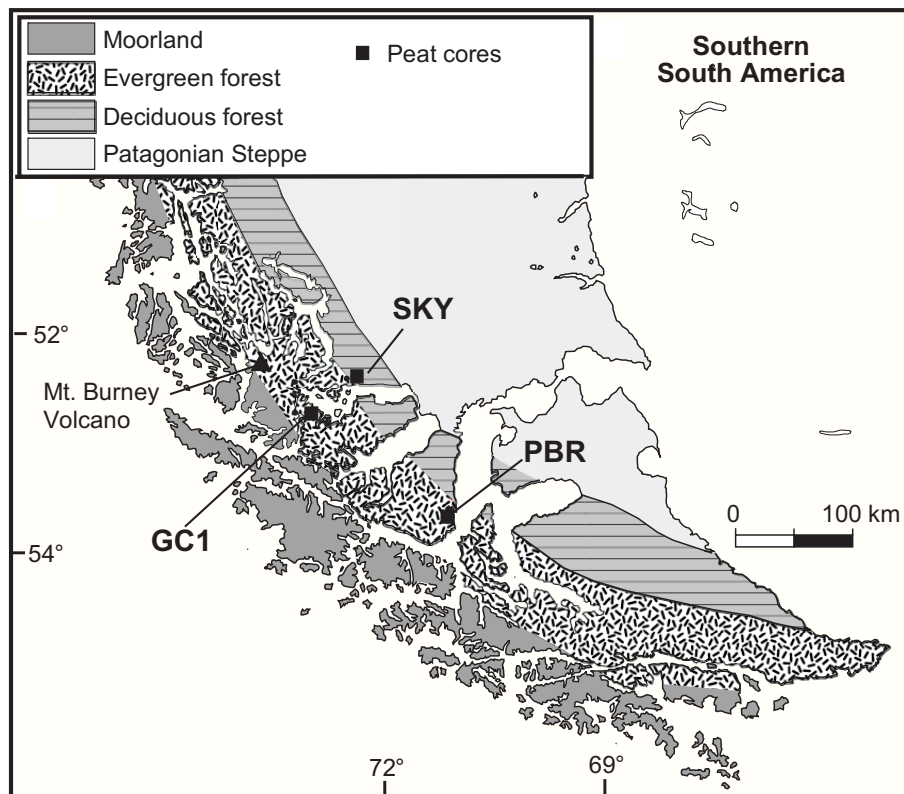 Moorland
Evergreen forest
Deciduous forest
Patagonian Steppe
Peat cores
Southern
South America
SKY
52°
Mt. Burney
Volcano
PBR
GC1
0 100 km
54°
72° 69°